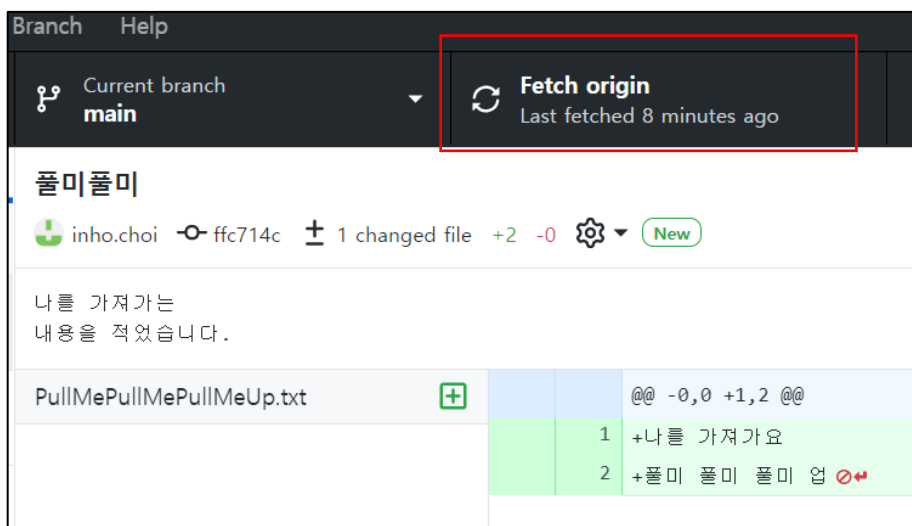 Branch Help
Current branch
main
Fetch origin
Last fetched 8 minutes ago
풀미풀미
inho.choi ffc714c 1 changed file +2 -0 New
나를 가져가는
내용을 적었습니다.
PullMePullMePullMeUp.txt
@@ -0,0 +1,2 @@
1 +나를 가져가요
2 +풀미 풀미 풀미 업